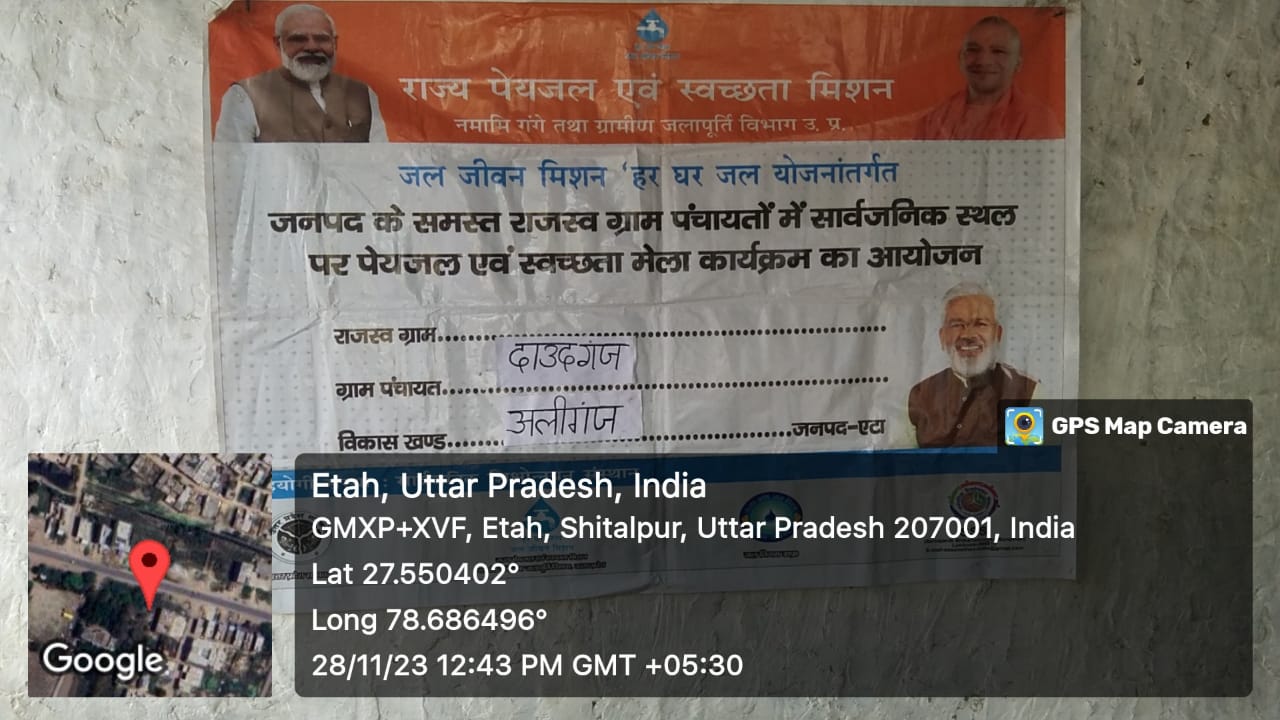 राज्य पेयजल एवं स्वच्छता मिशन
नमामि गंगे तथा ग्रामीण जलापूर्ति विभाग उ. प्र.
जल जीवन मिशन 'हर घर जल योजनांतर्गत
जनपद के समस्त राजस्व ग्राम पंचायतों में सार्वजनिक स्थल
पर पेयजल एवं स्वच्छता मेला कार्यक्रम का आयोजन
राजस्व ग्राम
दाउदगंज
ग्राम पंचायत
अलीगंज
विकास खण्ड जनपद-एटा
GPS Map Camera
Etah, Uttar Pradesh, India
GMXP+XVF, Etah, Shitalpur, Uttar Pradesh 207001, India
Lat 27.550402°
Long 78.686496°
28/11/23 12:43 PM GMT +05:30
Google